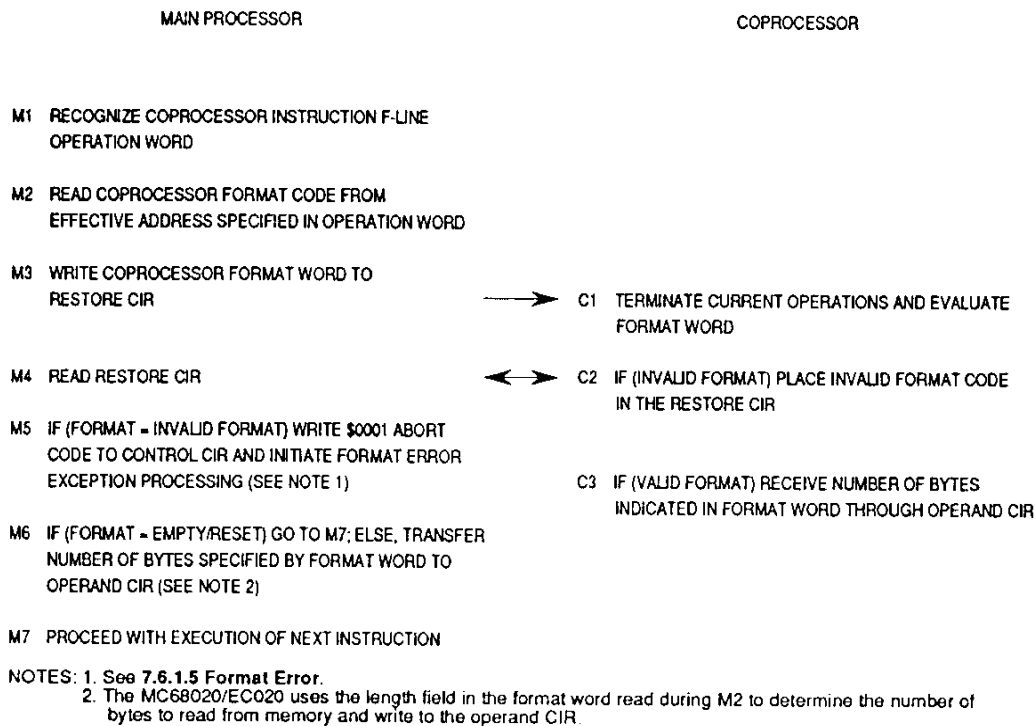 MAIN PROCESSOR
COPROCESSOR
M1 RECOGNIZE COPROCESSOR INSTRUCTION F-LINE
OPERATION WORD
M2 READ COPROCESSOR FORMAT CODE FROM
EFFECTIVE ADDRESS SPECIFIED IN OPERATION WORD
M3 WRITE COPROCESSOR FORMAT WORD TO
RESTORE CIR
C1 TERMINATE CURRENT OPERATIONS AND EVALUATE
FORMAT WORD
M4 READ RESTORE CIR
C2 IF (INVALID FORMAT) PLACE INVALID FORMAT CODE
IN THE RESTORE CIR
M5 IF (FORMAT = INVALID FORMAT) WRITE $0001 ABORT
CODE TO CONTROL CIR AND INITIATE FORMAT ERROR
EXCEPTION PROCESSING (SEE NOTE 1)
C3 IF (VALID FORMAT) RECEIVE NUMBER OF BYTES
INDICATED IN FORMAT WORD THROUGH OPERAND CIR
M6 IF (FORMAT = EMPTY/RESET) GO TO M7; ELSE, TRANSFER
NUMBER OF BYTES SPECIFIED BY FORMAT WORD TO
OPERAND CIR (SEE NOTE 2)
M7 PROCEED WITH EXECUTION OF NEXT INSTRUCTION
NOTES: 1. See 7.6.1.5 Format Error.
2. The MC68020/EC020 uses the length field in the format word read during M2 to determine the number of
bytes to read from memory and write to the operand CIR.